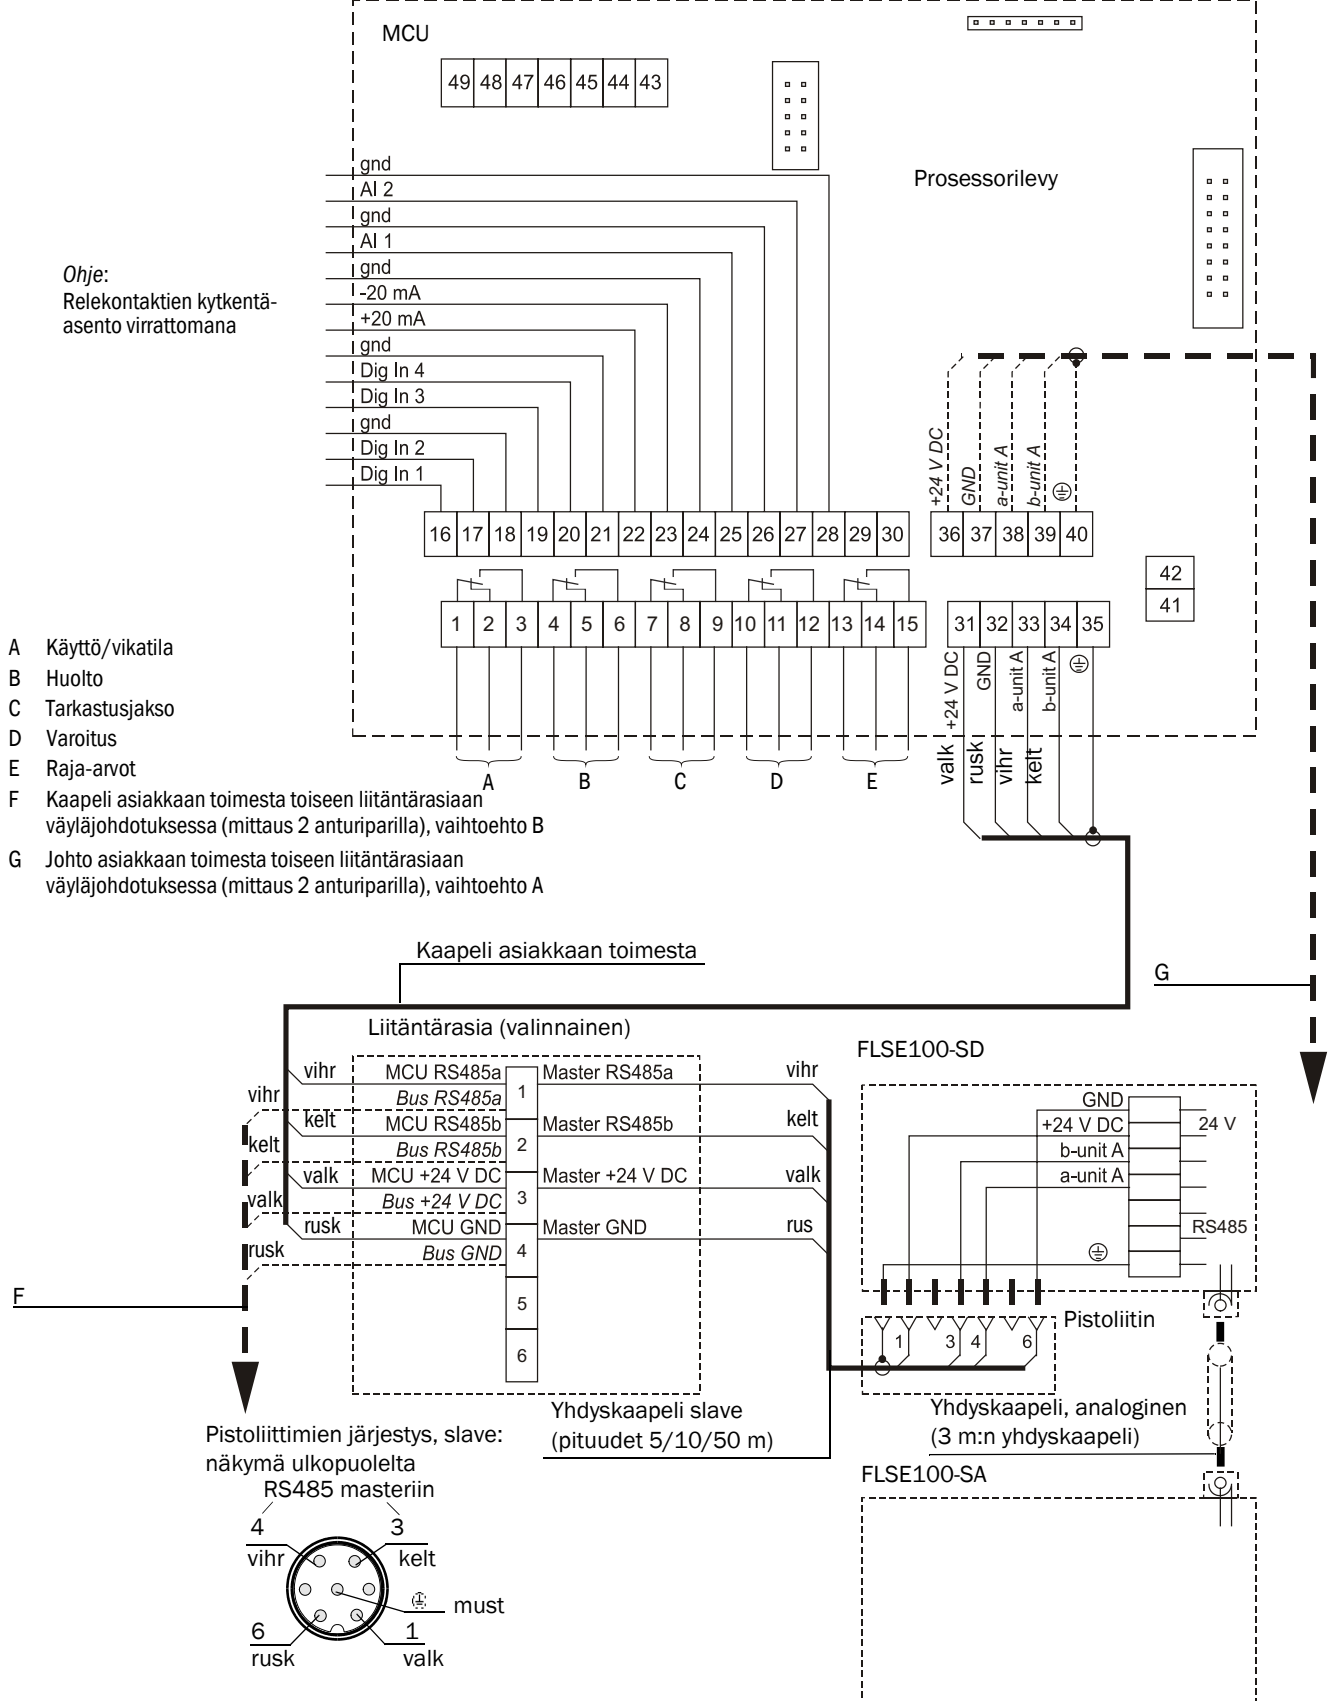 MCU
49 48 47 46 45 44 43
Prosessorilevy
gnd
AI 2
gnd
AI 1
gnd
-20 mA
+20 mA
gnd
Dig In 4
Dig In 3
gnd
Dig In 2
Dig In 1
Ohje:
Relekontaktien kytkentä-
asento virrattomana
+24 V DC
GND
a-unit A
b-unit A
16 17 18 19 20 21 22 23 24 25 26 27 28 29 30
36 37 38 39 40
42
41
1 2 3 4 5 6 7 8 9 10 11 12 13 14 15
31 32 33 34 35
+24 V DC
GND
a-unit A
b-unit A
valk
rusk
vihr
kelt
A B C D E
A Käyttö/vikatila
B Huolto
C Tarkastusjakso
D Varoitus
E Raja-arvot
F Kaapeli asiakkaan toimesta toiseen liitäntärasiaan
väyläjohdotuksessa (mittaus 2 anturiparilla), vaihtoehto B
G Johto asiakkaan toimesta toiseen liitäntärasiaan
väyläjohdotuksessa (mittaus 2 anturiparilla), vaihtoehto A
Kaapeli asiakkaan toimesta
G
Liitäntärasia (valinnainen)
FLSE100-SD
vihr MCU RS485a 1 Master RS485a vihr
vihr Bus RS485a
kelt MCU RS485b 2 Master RS485b kelt
kelt Bus RS485b
valk MCU +24 V DC 3 Master +24 V DC valk
valk Bus +24 V DC
rusk MCU GND 4 Master GND rus
rusk Bus GND
5
6
F
GND
+24 V DC
24 V
b-unit A
a-unit A
RS485
Pistoliitin
1 3 4 6
Yhdyskaapeli slave
(pituudet 5/10/50 m)
Yhdyskaapeli, analoginen
(3 m:n yhdyskaapeli)
FLSE100-SA
Pistoliittimien järjestys, slave:
näkymä ulkopuolelta
RS485 masteriin
4
vihr
3
kelt
must
6
rusk
1
valk